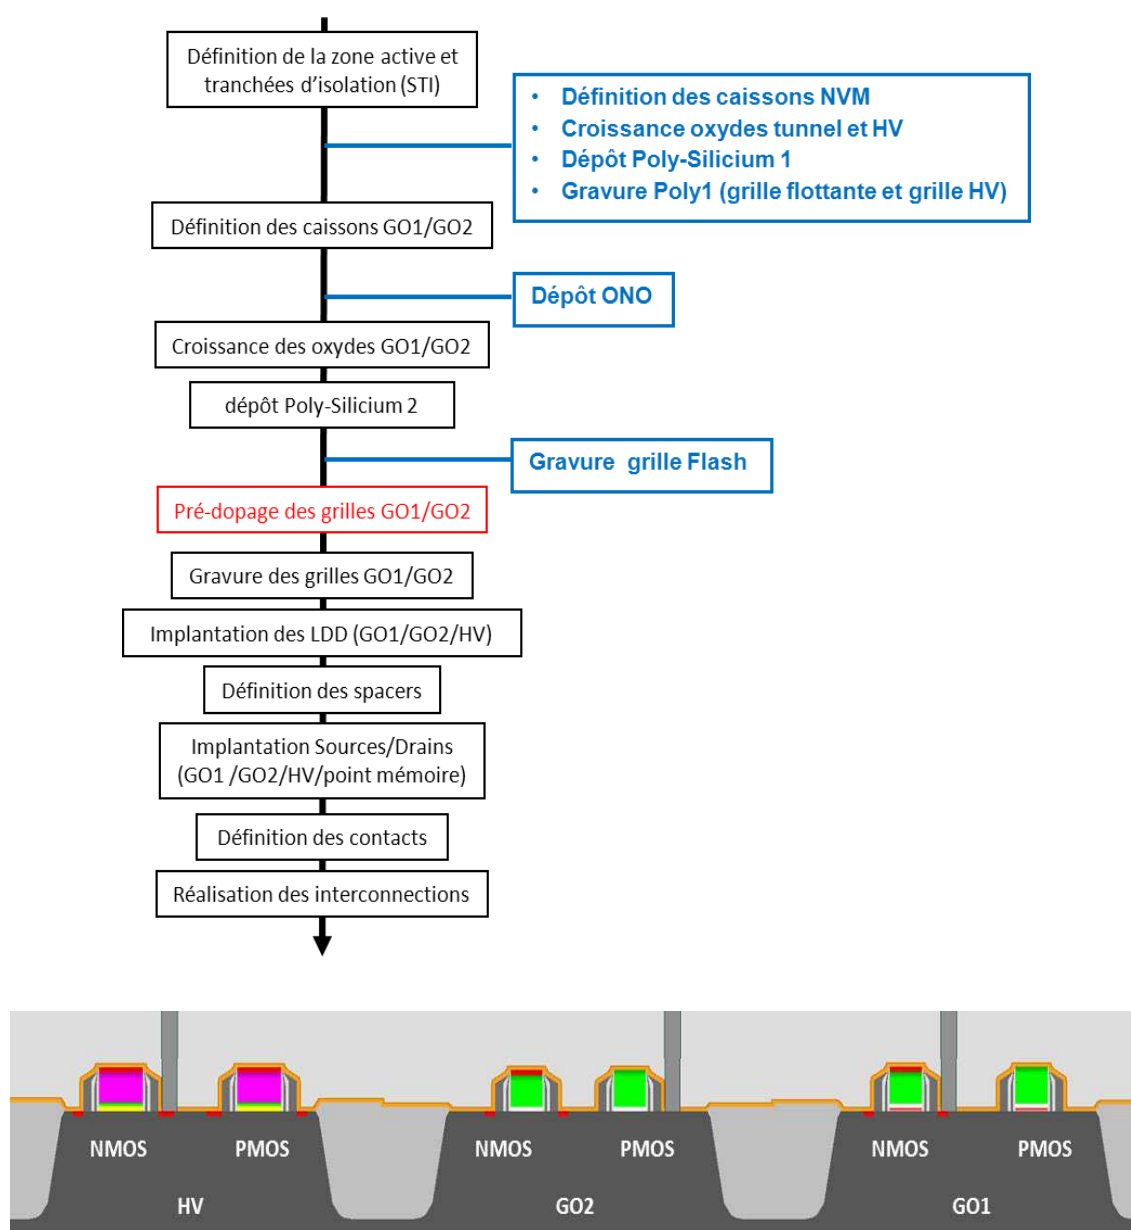 Définition de la zone active et
tranchées d’isolation (STI)
• Définition des caissons NVM
• Croissance oxydes tunnel et HV
• Dépôt Poly-Silicium 1
• Gravure Poly1 (grille flottante et grille HV)
Définition des caissons GO1/GO2
Dépôt ONO
Croissance des oxydes GO1/GO2
dépôt Poly-Silicium 2
Gravure grille Flash
Pré-dopage des grilles GO1/GO2
Gravure des grilles GO1/GO2
Implantation des LDD (GO1/GO2/HV)
Définition des spacers
Implantation Sources/Drains
(GO1 /GO2/HV/point mémoire)
Définition des contacts
Réalisation des interconnections
NMOS PMOS NMOS PMOS NMOS PMOS
HV GO2 GO1